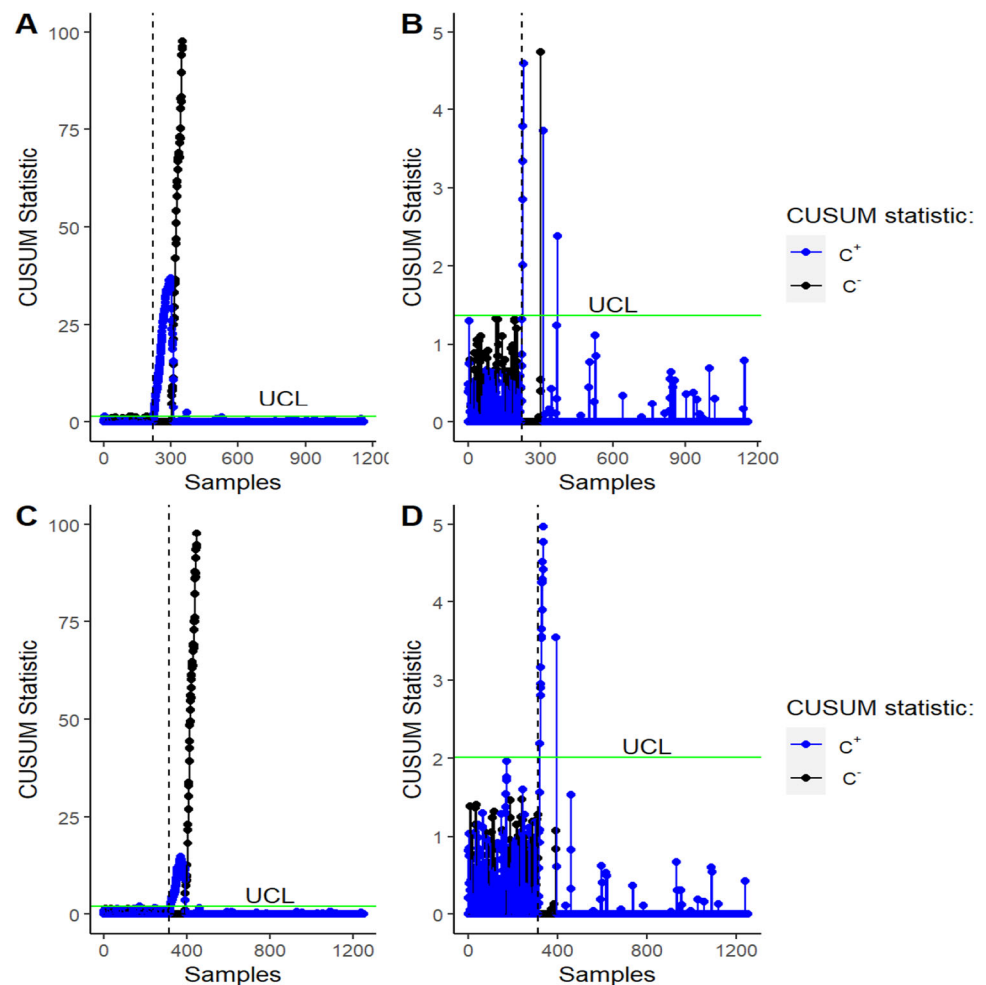 A
CUSUM Statistic
100
75
50
25
0
UCL
0 300 600 900 1200
Samples
B
CUSUM Statistic
5
4
3
2
1
0
UCL
0 300 600 900 1200
Samples
CUSUM statistic:
C+
C-
C
CUSUM Statistic
100
75
50
25
0
UCL
0 400 800 1200
Samples
D
CUSUM Statistic
5
4
3
2
1
0
UCL
0 400 800 1200
Samples
CUSUM statistic:
C+
C-